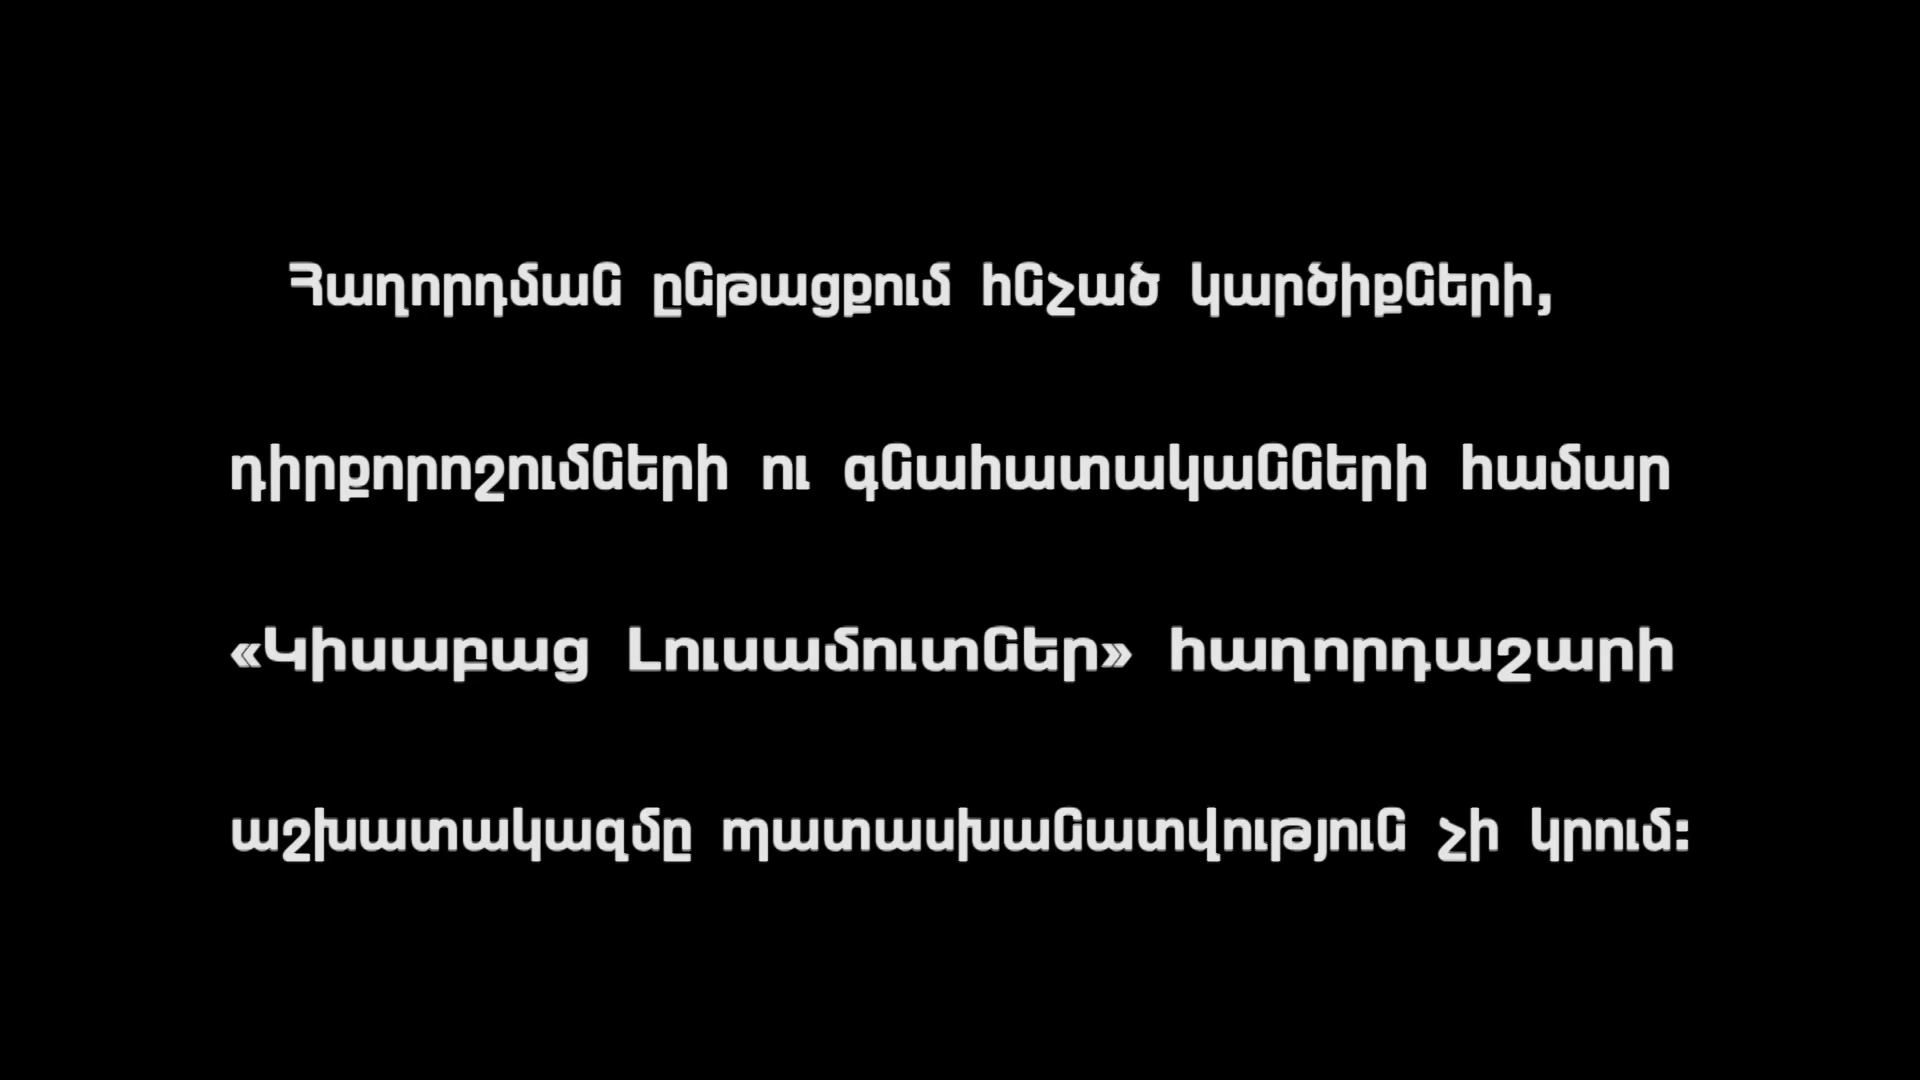 Հաղորդման ընթացքում հնչած կարծիքների,
դիրքորոշումների ու գնահատականների համար
«Կիսաբաց Լուսամուտներ» հաղորդաշարի
աշխատակազմը պատասխանատվություն չի կրում: